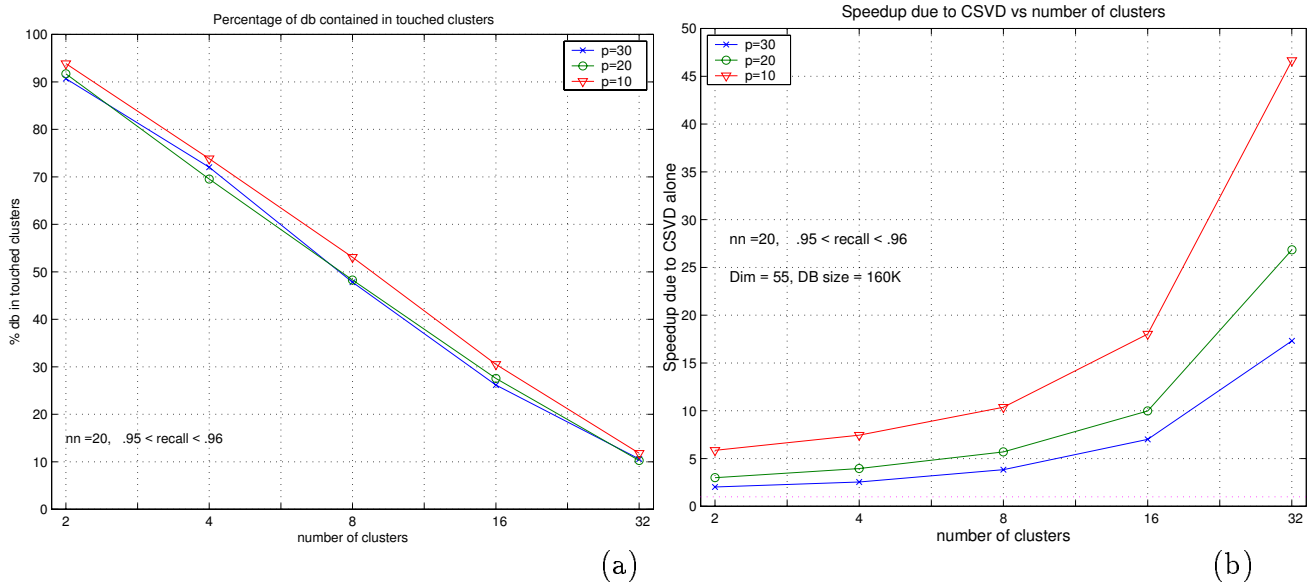 Percentage of db contained in touched clusters
100
90
80
70
60
50
40
30
20
10
0
% db in touched clusters
p=30
p=20
p=10
nn =20, .95 < recall < .96
2
4
8
16
32
number of clusters
(a)
Speedup due to CSVD vs number of clusters
50
45
40
35
30
25
20
15
10
5
0
Speedup due to CSVD alone
p=30
p=20
p=10
nn =20, .95 < recall < .96
Dim = 55, DB size = 160K
2
4
8
16
32
number of clusters
(b)